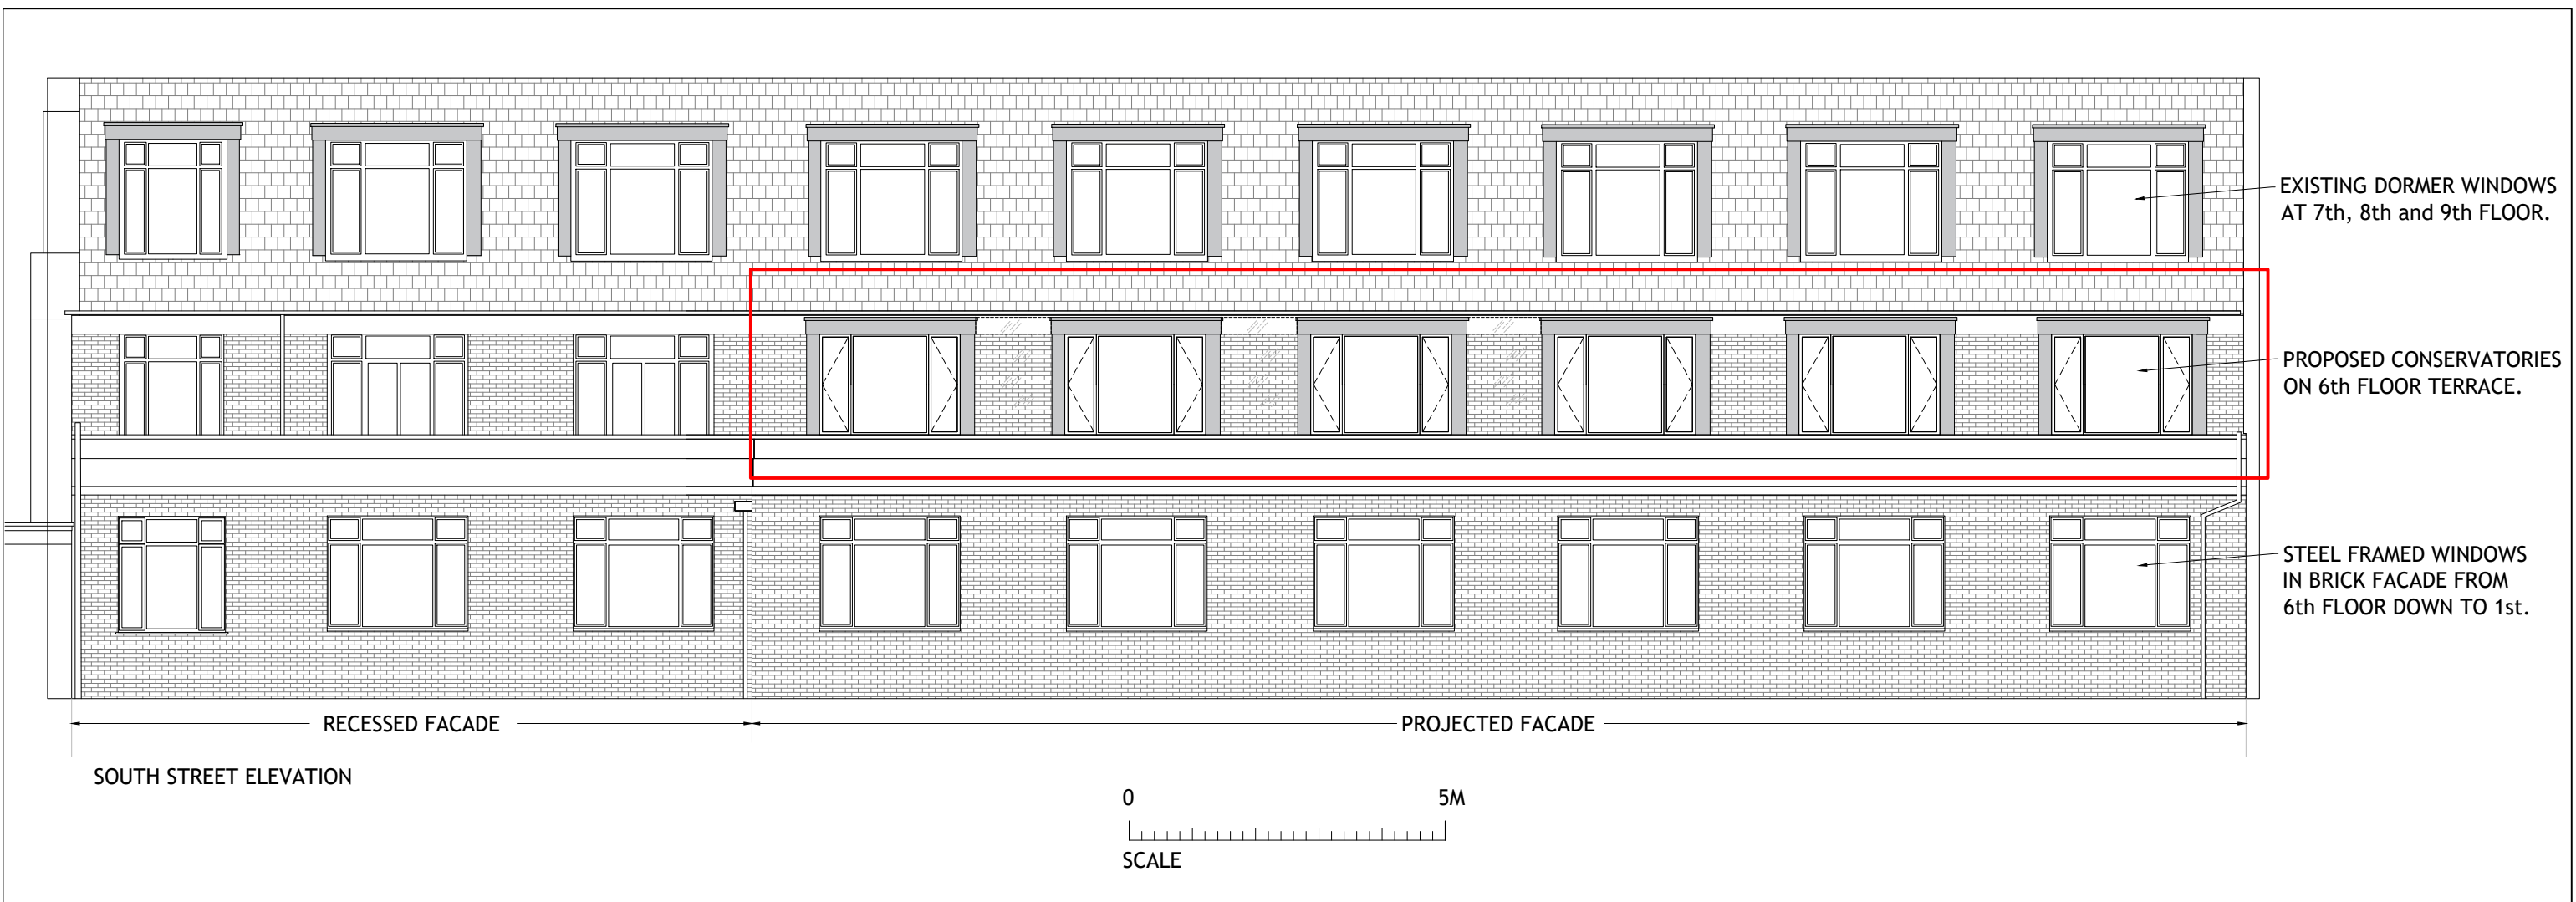 EXISTING DORMER WINDOWS
AT 7th, 8th and 9th FLOOR.
PROPOSED CONSERVATORIES
ON 6th FLOOR TERRACE.
STEEL FRAMED WINDOWS
IN BRICK FACADE FROM
6th FLOOR DOWN TO 1st.
RECESSED FACADE
PROJECTED FACADE
SOUTH STREET ELEVATION
0 5M
SCALE